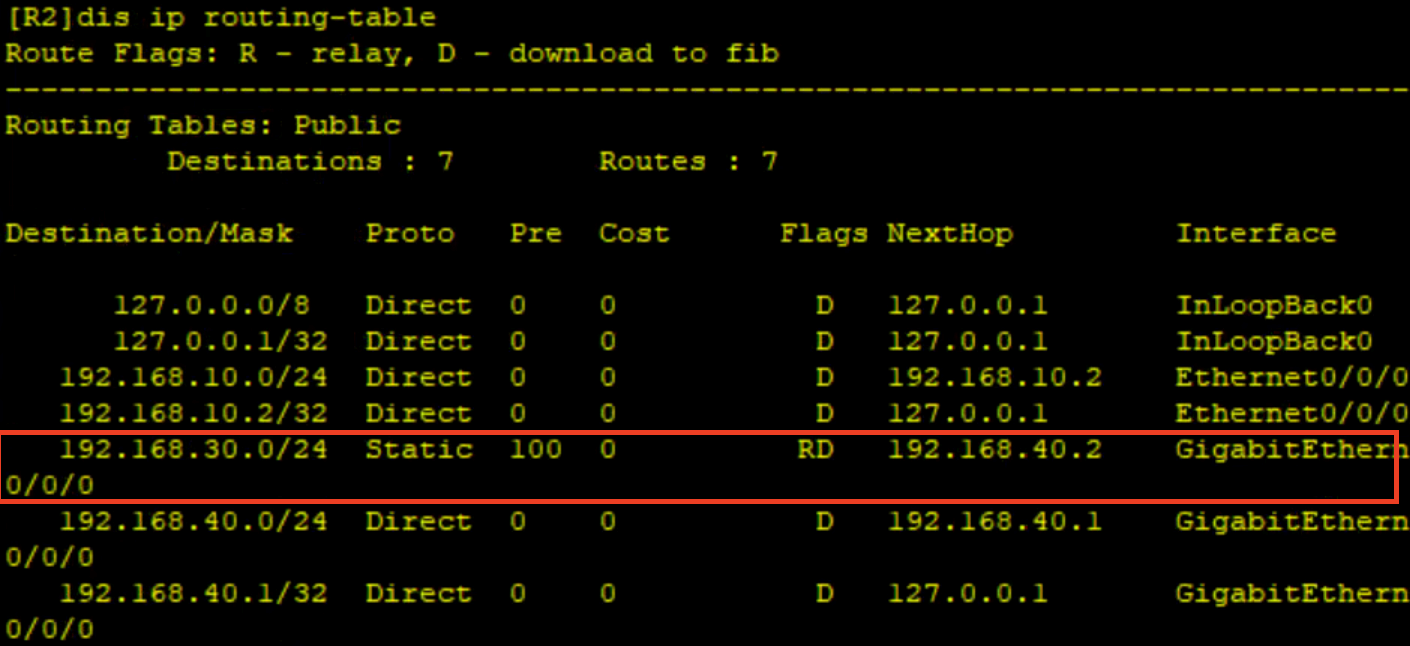 [R2]dis ip routing-table
Route Flags: R - relay, D - download to fib
------------------------------------------------------------------------------
Routing Tables: Public
Destinations : 7 Routes : 7
Destination/Mask Proto Pre Cost Flags NextHop Interface
127.0.0.0/8 Direct 0 0 D 127.0.0.1 InLoopBack0
127.0.0.1/32 Direct 0 0 D 127.0.0.1 InLoopBack0
192.168.10.0/24 Direct 0 0 D 192.168.10.2 Ethernet0/0/0
192.168.10.2/32 Direct 0 0 D 127.0.0.1 Ethernet0/0/0
192.168.30.0/24 Static 100 0 RD 192.168.40.2 GigabitEthern
0/0/0
192.168.40.0/24 Direct 0 0 D 192.168.40.1 GigabitEthern
0/0/0
192.168.40.1/32 Direct 0 0 D 127.0.0.1 GigabitEthern
0/0/0